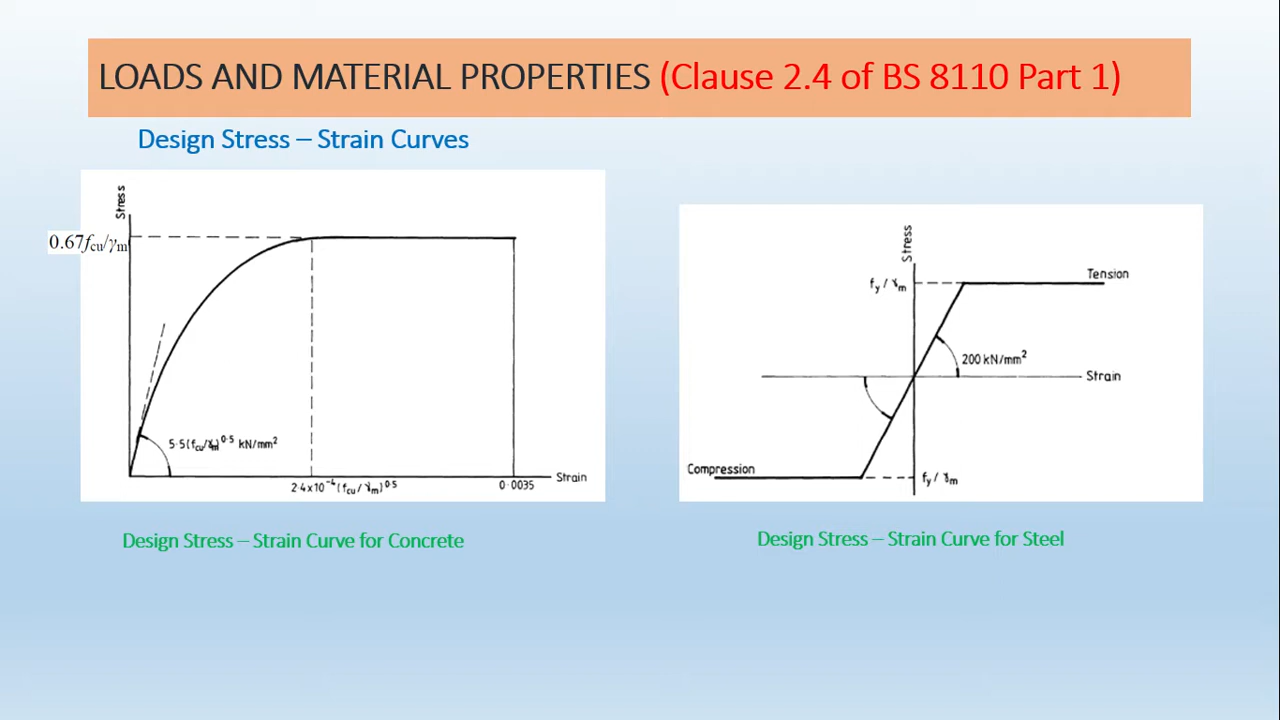 LOADS AND MATERIAL PROPERTIES (Clause 2.4 of BS 8110 Part 1)
Design Stress – Strain Curves
Stress
0.67fcu/γm
5·5(fcu/γm)^0·5 kN/mm²
2·4x10⁻⁴(fcu/γm)^0·5
0·0035
Strain
Design Stress – Strain Curve for Concrete
Stress
fy/γm
Tension
200 kN/mm²
Strain
Compression
fy/γm
Design Stress – Strain Curve for Steel